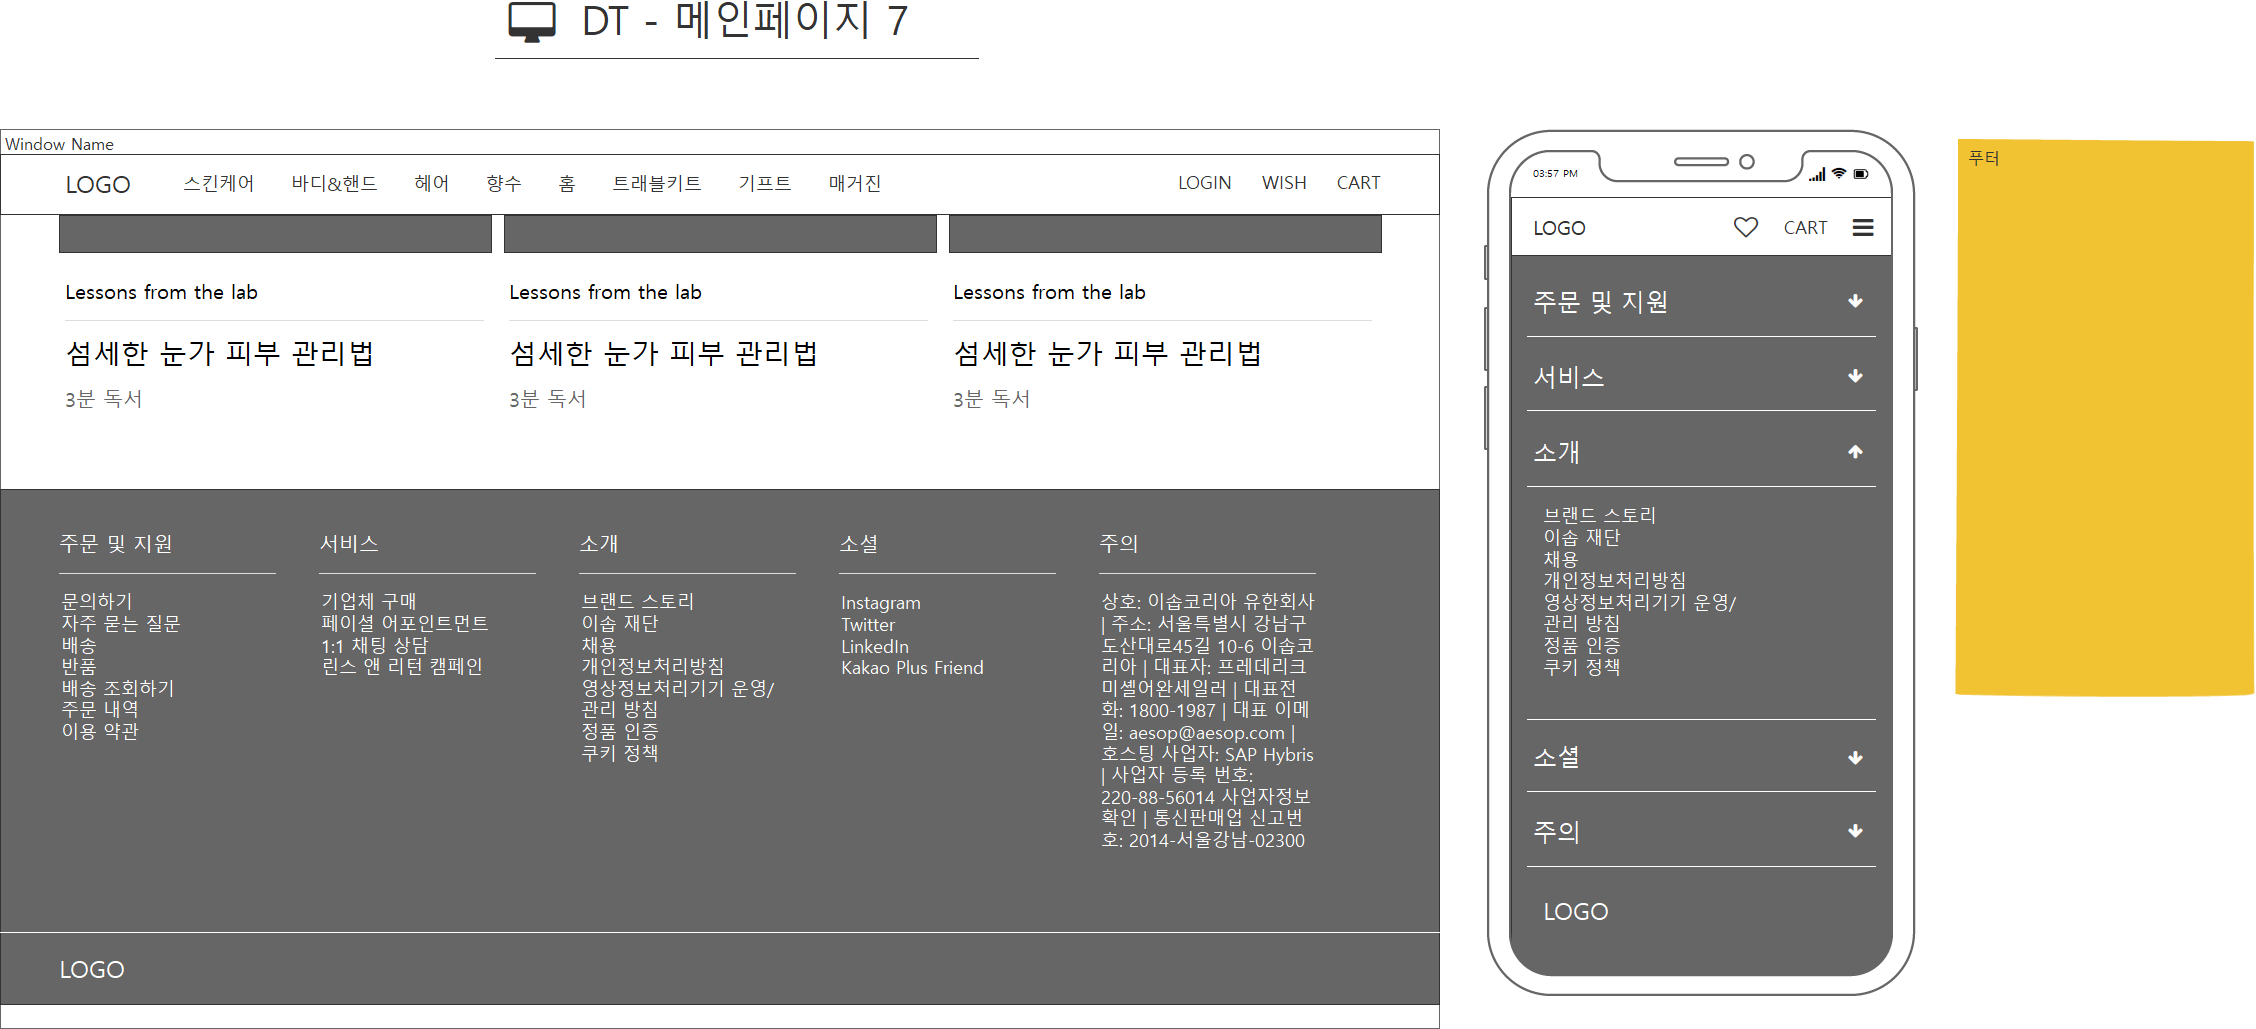 DT - 메인페이지 7
Window Name
LOGO 스킨케어 바디&핸드 헤어 향수 홈 트래블키트 기프트 매거진 LOGIN WISH CART
Lessons from the lab Lessons from the lab Lessons from the lab
섬세한 눈가 피부 관리법 섬세한 눈가 피부 관리법 섬세한 눈가 피부 관리법
3분 독서 3분 독서 3분 독서
주문 및 지원
문의하기
자주 묻는 질문
배송
반품
배송 조회하기
주문 내역
이용 약관
서비스
기업체 구매
페이셜 어포인트먼트
1:1 채팅 상담
린스 앤 리턴 캠페인
소개
브랜드 스토리
이솝 재단
채용
개인정보처리방침
영상정보처리기기 운영/
관리 방침
정품 인증
쿠키 정책
소셜
Instagram
Twitter
LinkedIn
Kakao Plus Friend
주의
상호: 이솝코리아 유한회사
| 주소: 서울특별시 강남구
도산대로45길 10-6 이솝코
리아 | 대표자: 프레데리크
미셸어완세일러 | 대표전
화: 1800-1987 | 대표 이메
일: aesop@aesop.com |
호스팅 사업자: SAP Hybris
| 사업자 등록 번호:
220-88-56014 사업자정보
확인 | 통신판매업 신고번
호: 2014-서울강남-02300
LOGO
03:57 PM
LOGO CART
주문 및 지원
서비스
소개
브랜드 스토리
이솝 재단
채용
개인정보처리방침
영상정보처리기기 운영/
관리 방침
정품 인증
쿠키 정책
소셜
주의
LOGO
푸터